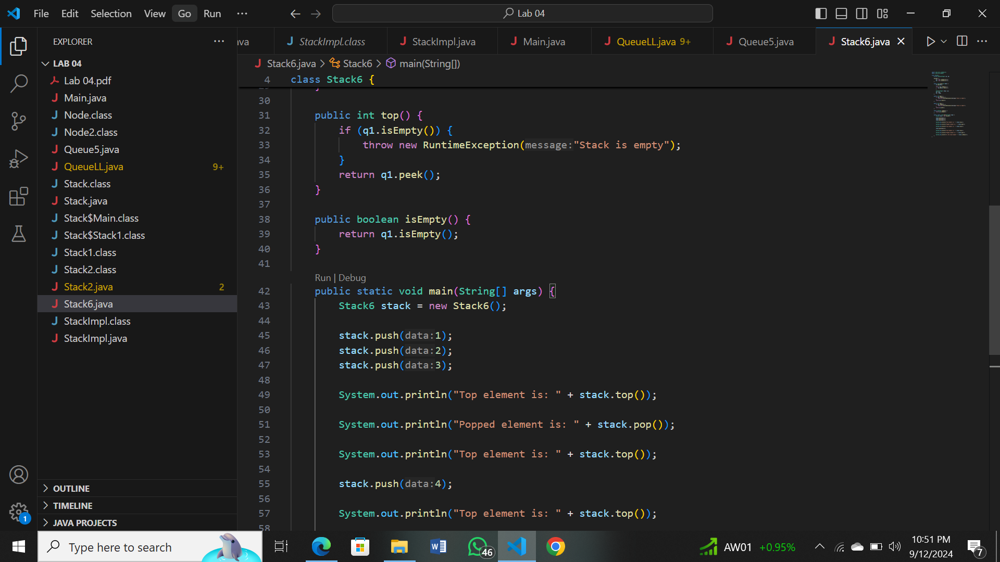 File Edit Selection View Go Run ···
Lab 04
EXPLORER
ava
StackImpl.class
StackImpl.java
Main.java
QueueLL.java 9+
Queue5.java
Stack6.java
Stack6.java > Stack6 > main(String[])
LAB 04
Lab 04.pdf
Main.java
Node.class
Node2.class
Queue5.java
QueueLL.java 9+
Stack.class
Stack.java
Stack$Main.class
Stack$Stack1.class
Stack1.class
Stack2.class
Stack2.java 2
Stack6.java
StackImpl.class
StackImpl.java
OUTLINE
TIMELINE
JAVA PROJECTS
1
4 class Stack6 {
30
31 public int top() {
32 if (q1.isEmpty()) {
33 throw new RuntimeException(message:"Stack is empty");
34 }
35 return q1.peek();
36 }
37
38 public boolean isEmpty() {
39 return q1.isEmpty();
40 }
41
Run | Debug
42 public static void main(String[] args) {
43 Stack6 stack = new Stack6();
44
45 stack.push(data:1);
46 stack.push(data:2);
47 stack.push(data:3);
48
49 System.out.println("Top element is: " + stack.top());
50
51 System.out.println("Popped element is: " + stack.pop());
52
53 System.out.println("Top element is: " + stack.top());
54
55 stack.push(data:4);
56
57 System.out.println("Top element is: " + stack.top());
58
Type here to search
46
AW01 +0.95%
10:51 PM
9/12/2024
7